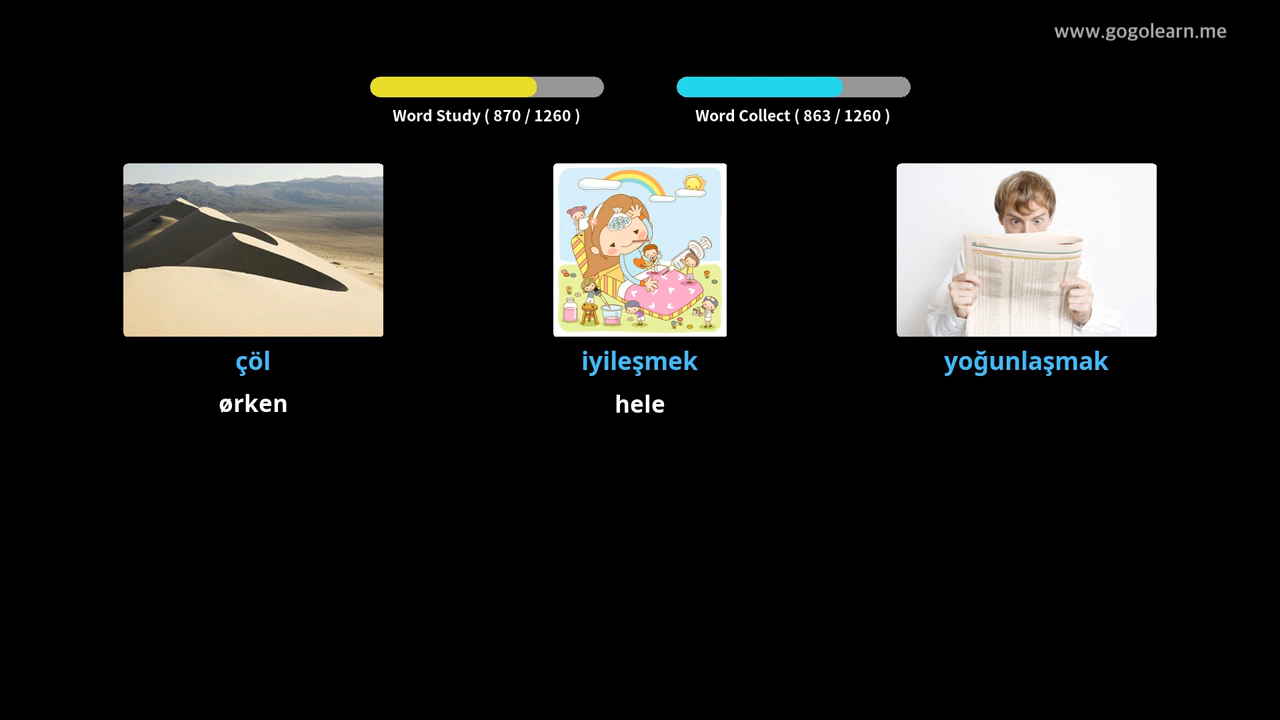 www.gogolearn.me
Word Study ( 870 / 1260 )
Word Collect ( 863 / 1260 )
çöl
iyileşmek
yoğunlaşmak
ørken
hele